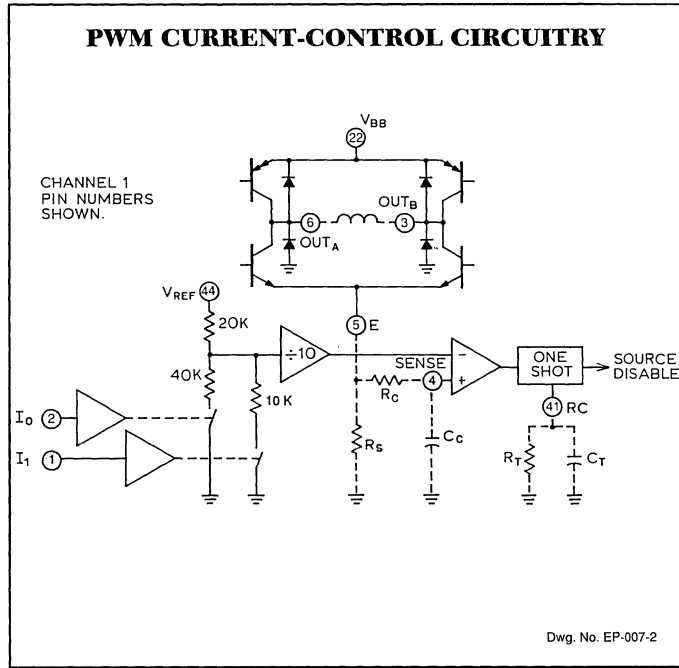 PWM CURRENT-CONTROL CIRCUITRY
V_BB
22
CHANNEL 1
PIN NUMBERS
SHOWN.
OUT_B
6
3
OUT_A
V_REF 44
20K
5 E
÷10
SENSE
−
ONE
SHOT
SOURCE
DISABLE
40K
10K
R_C
4
+
I_0 2
41 RC
R_S
C_C
R_T
C_T
I_1 1
Dwg. No. EP-007-2